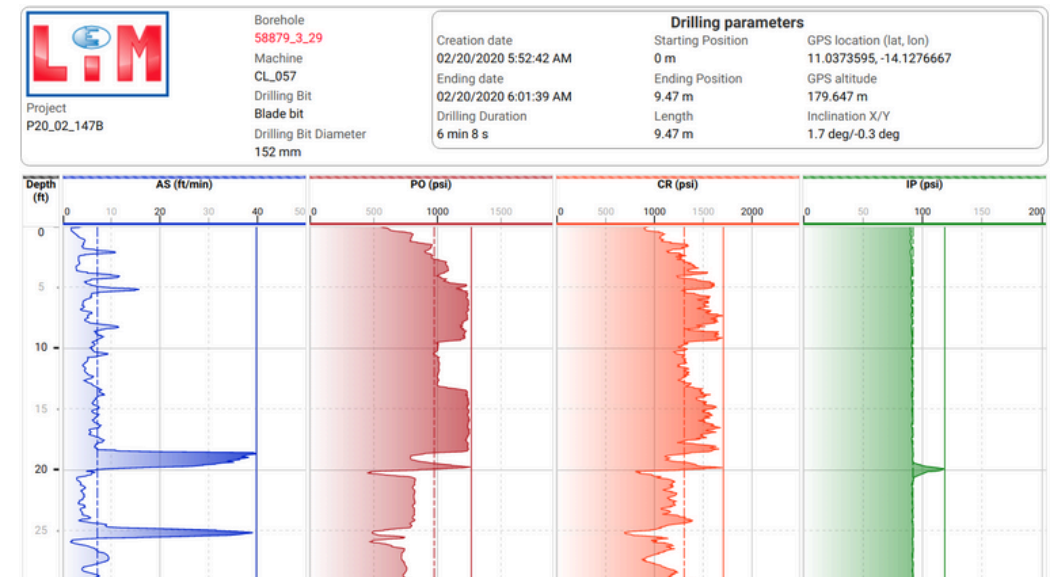 LIM
E
Project
P20_02_147B
Borehole
58879_3_29
Machine
CL_057
Drilling Bit
Blade bit
Drilling Bit Diameter
152 mm
Drilling parameters
Creation date
02/20/2020 5:52:42 AM
Ending date
02/20/2020 6:01:39 AM
Drilling Duration
6 min 8 s
Starting Position
0 m
Ending Position
9.47 m
Length
9.47 m
GPS location (lat, lon)
11.0373595, -14.1276667
GPS altitude
179.647 m
Inclination X/Y
1.7 deg/-0.3 deg
Depth (ft) AS (ft/min) PO (psi) CR (psi) IP (psi)
0 10 20 30 40 50 0 500 1000 1500 0 500 1000 1500 2000 0 50 100 150 200
0
5
10
15
20
25